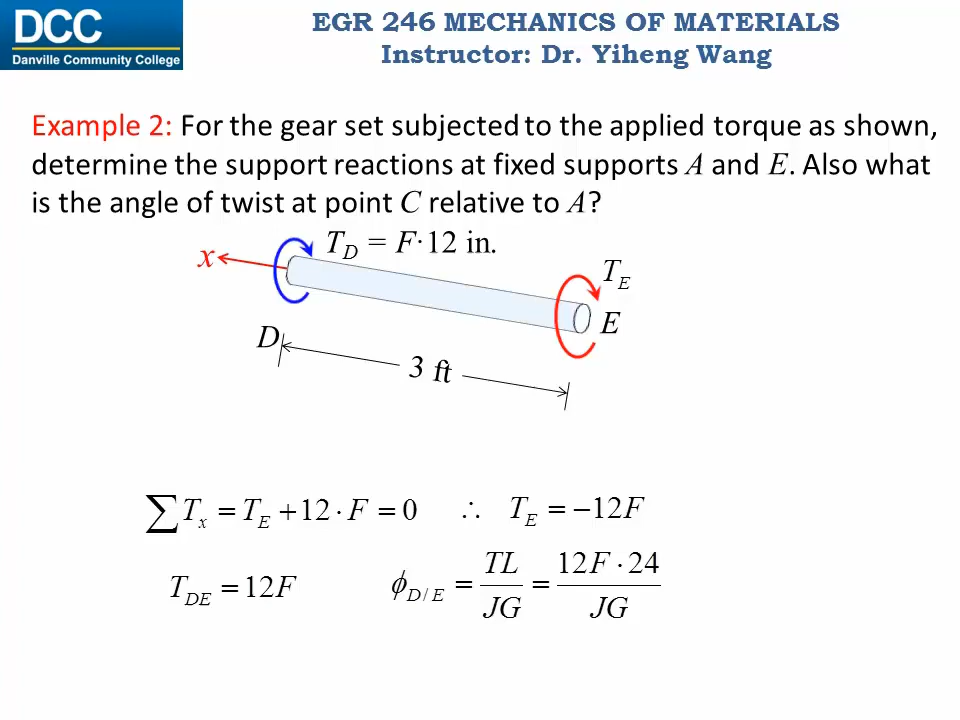 DCC
Danville Community College
EGR 246 MECHANICS OF MATERIALS
Instructor: Dr. Yiheng Wang
Example 2: For the gear set subjected to the applied torque as shown,
determine the support reactions at fixed supports A and E. Also what
is the angle of twist at point C relative to A?
x
T_D = F·12 in.
T_E
D
E
3 ft
∑T_x = T_E + 12·F = 0 ∴ T_E = −12F
T_DE = 12F ϕ_D/E = TL/JG = 12F·24/JG